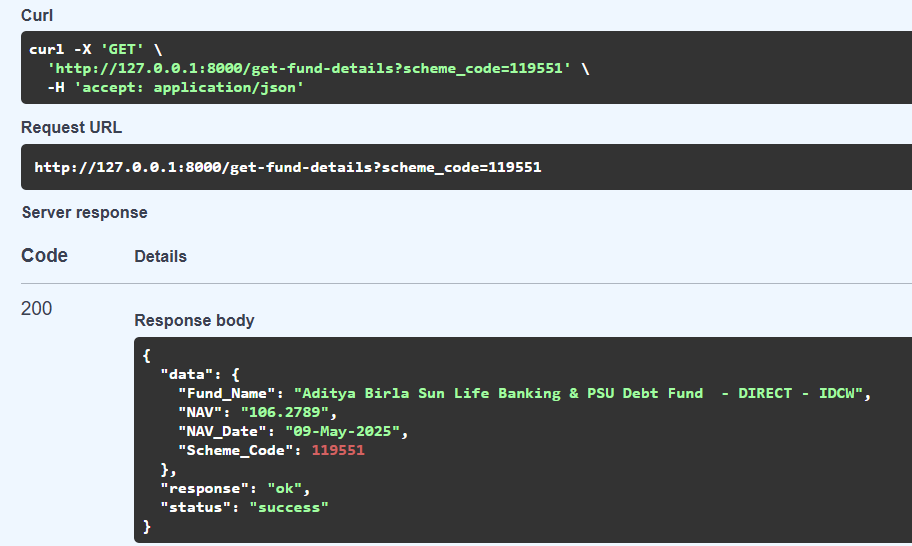 Curl
curl -X 'GET' \
'http://127.0.0.1:8000/get-fund-details?scheme_code=119551' \
-H 'accept: application/json'
Request URL
http://127.0.0.1:8000/get-fund-details?scheme_code=119551
Server response
Code Details
200
Response body
{
"data": {
"Fund_Name": "Aditya Birla Sun Life Banking & PSU Debt Fund  - DIRECT - IDCW",
"NAV": "106.2789",
"NAV_Date": "09-May-2025",
"Scheme_Code": 119551
},
"response": "ok",
"status": "success"
}